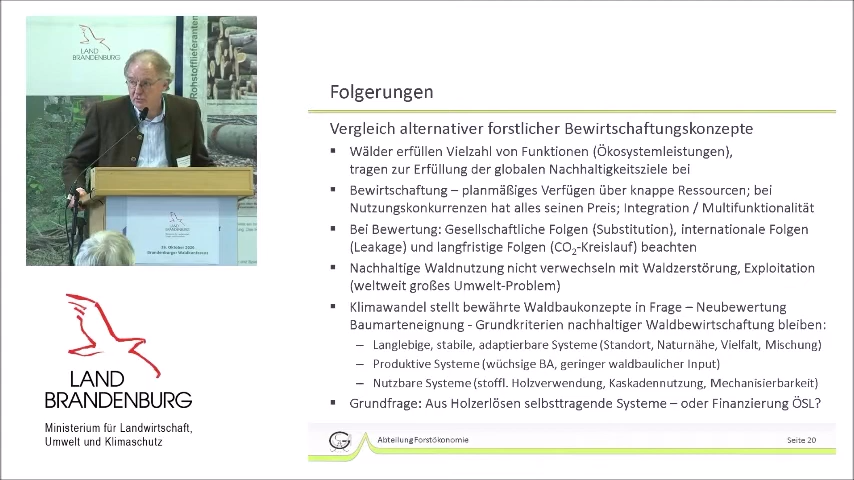 LAND
BRANDENBURG
Rohstofflieferanten
LAND
BRANDENBURG
Brandenburger Waldkonferenz
LAND
BRANDENBURG
Ministerium für Landwirtschaft,
Umwelt und Klimaschutz
Folgerungen
Vergleich alternativer forstlicher Bewirtschaftungskonzepte
▪ Wälder erfüllen Vielzahl von Funktionen (Ökosystemleistungen),
tragen zur Erfüllung der globalen Nachhaltigkeitsziele bei
▪ Bewirtschaftung – planmäßiges Verfügen über knappe Ressourcen; bei
Nutzungskonkurrenzen hat alles seinen Preis; Integration / Multifunktionalität
▪ Bei Bewertung: Gesellschaftliche Folgen (Substitution), internationale Folgen
(Leakage) und langfristige Folgen (CO₂-Kreislauf) beachten
▪ Nachhaltige Waldnutzung nicht verwechseln mit Waldzerstörung, Exploitation
(weltweit großes Umwelt-Problem)
▪ Klimawandel stellt bewährte Waldbaukonzepte in Frage – Neubewertung
Baumarteneignung - Grundkriterien nachhaltiger Waldbewirtschaftung bleiben:
– Langlebige, stabile, adaptierbare Systeme (Standort, Naturnähe, Vielfalt, Mischung)
– Produktive Systeme (wüchsige BA, geringer waldbaulicher Input)
– Nutzbare Systeme (stoffl. Holzverwendung, Kaskadennutzung, Mechanisierbarkeit)
▪ Grundfrage: Aus Holzerlösen selbsttragende Systeme – oder Finanzierung ÖSL?
Abteilung Forstökonomie
Seite 20